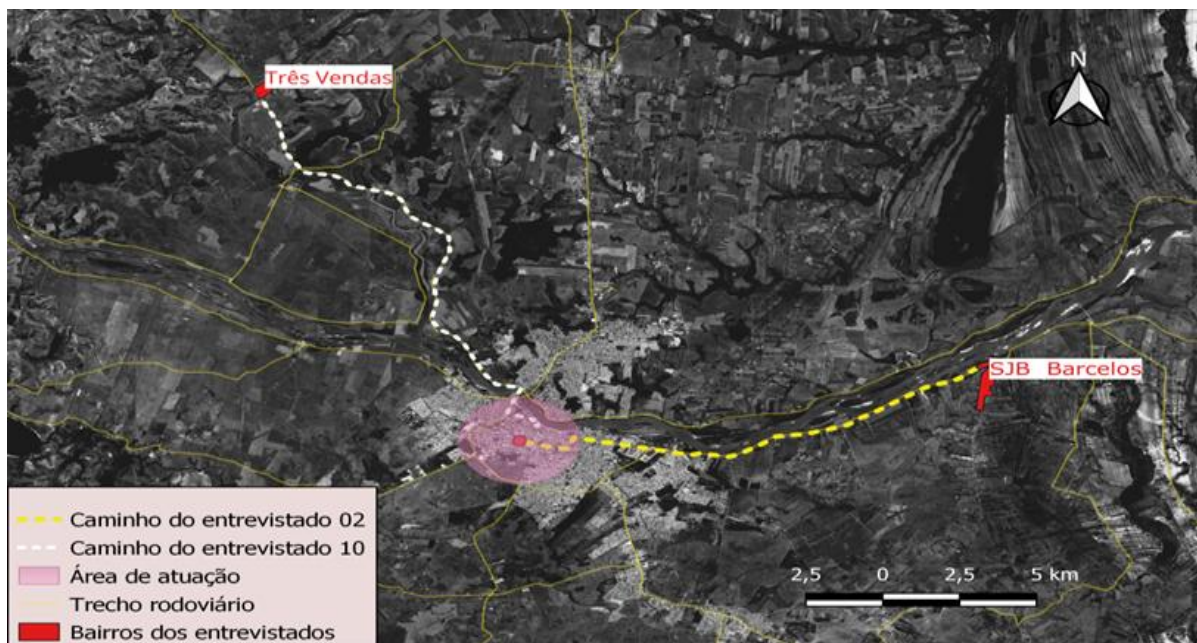 Três Vendas
N
SJB Barcelos
Caminho do entrevistado 02
Caminho do entrevistado 10
Área de atuação
Trecho rodoviário
Bairros dos entrevistados
2,5 0 2,5 5 km